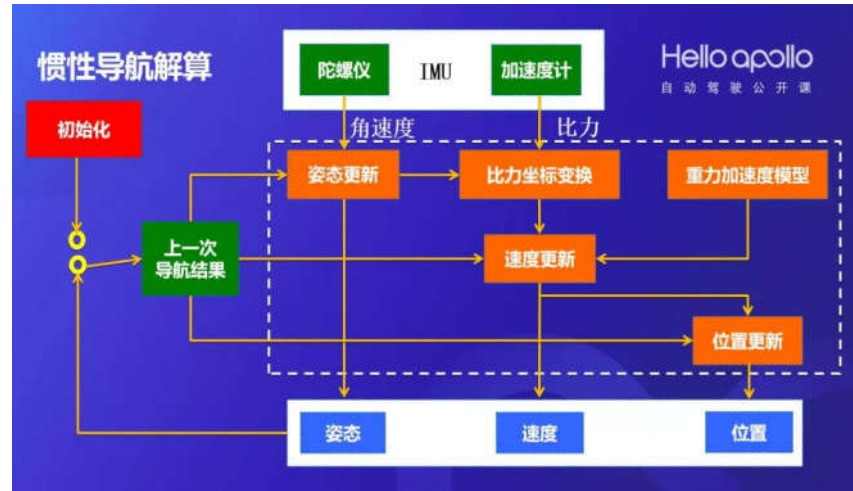 惯性导航解算
陀螺仪 IMU 加速度计
Hello apollo
自动驾驶公开课
初始化
角速度 比力
姿态更新 比力坐标变换 重力加速度模型
上一次
导航结果
速度更新
位置更新
姿态 速度 位置